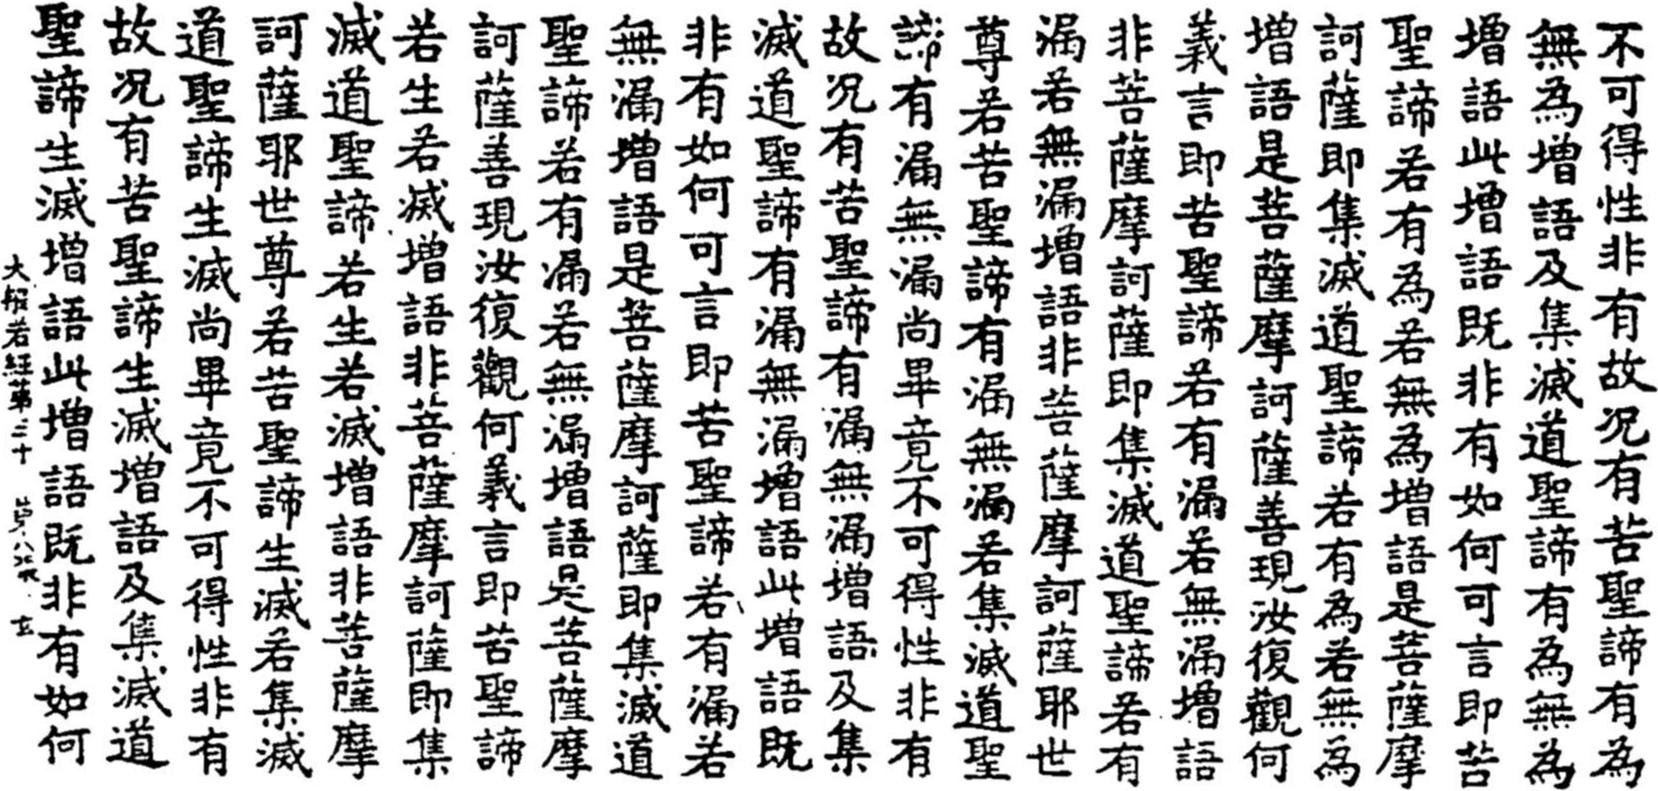 不可得性非有故况有苦聖諦有為
無為增語及集滅道聖諦有為無為
增語此增語既非有如何可言即苦
聖諦若有為若無為增語是菩薩摩
訶薩即集滅道聖諦若有為若無為
增語是菩薩摩訶薩善現汝復觀何
義言即苦聖諦若有漏若無漏增語
非菩薩摩訶薩即集滅道聖諦若有
漏若無漏增語非菩薩摩訶薩耶世
尊若苦聖諦有漏無漏若集滅道聖
諦有漏無漏尚畢竟不可得性非有
故况有苦聖諦有漏無漏增語及集
滅道聖諦有漏無漏增語此增語既
非有如何可言即苦聖諦若有漏若
無漏增語是菩薩摩訶薩即集滅道
聖諦若有漏若無漏增語是菩薩摩
訶薩善現汝復觀何義言即苦聖諦
若生若滅增語非菩薩摩訶薩即集
滅道聖諦若生若滅增語非菩薩摩
訶薩耶世尊若苦聖諦生滅若集滅
道聖諦生滅尚畢竟不可得性非有
故况有苦聖諦生滅增語及集滅道
聖諦生滅增語此增語既非有如何
大般若經第三十